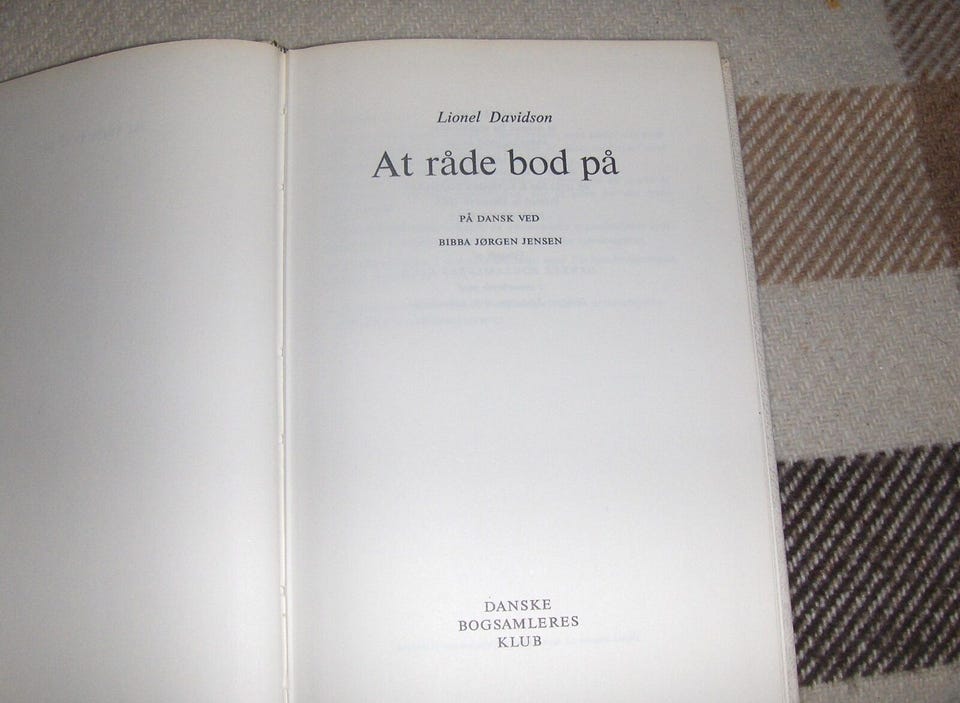 Lionel Davidson
At råde bod på
PÅ DANSK VED
BIBBA JØRGEN JENSEN
DANSKE
BOGSAMLERES
KLUB